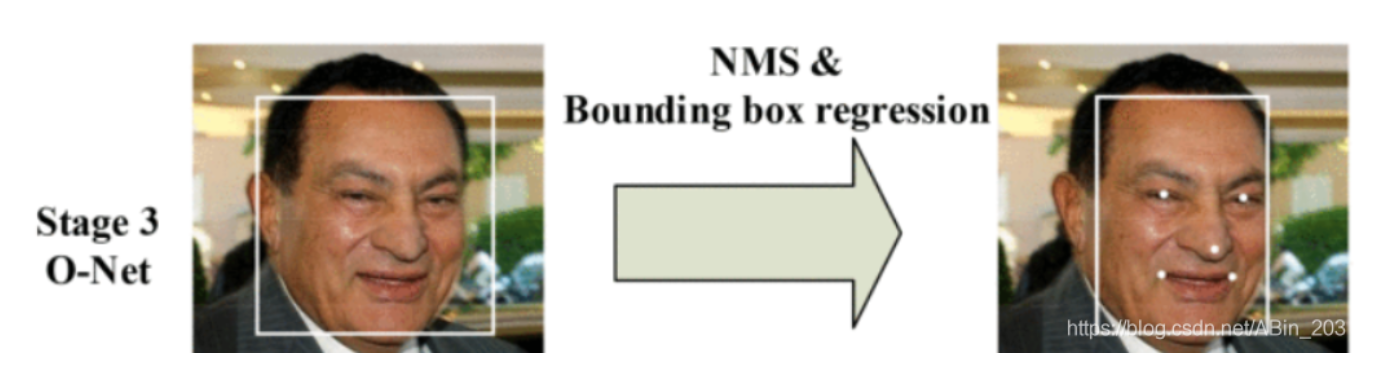 NMS &
Bounding box regression
Stage 3
O-Net
https://blog.csdn.net/ABin_203